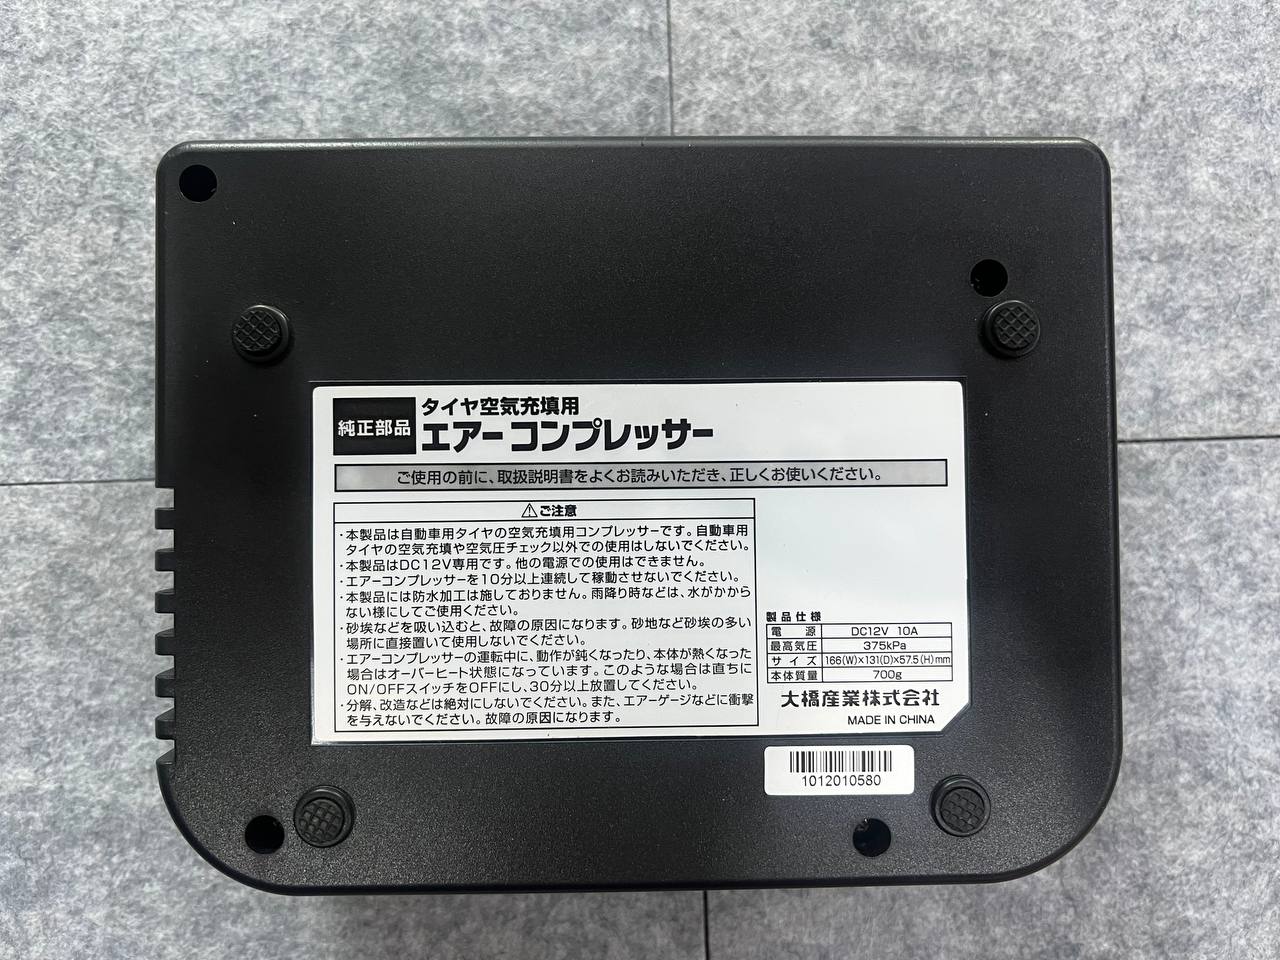 純正部品
タイヤ空気充填用
エアーコンプレッサー
ご使用の前に、取扱説明書をよくお読みいただき、正しくお使いください。
⚠ご注意
・本製品は自動車用タイヤの空気充填用コンプレッサーです。自動車用
タイヤの空気充填や空気圧チェック以外での使用はしないでください。
・本製品はDC12V専用です。他の電源での使用はできません。
・エアーコンプレッサーを10分以上連続して稼動させないでください。
・本製品には防水加工は施しておりません。雨降り時などは、水がかから
ない様にしてご使用ください。
・砂埃などを吸い込むと、故障の原因になります。砂地など砂埃の多い
場所に直接置いて使用しないでください。
・エアーコンプレッサーの運転中に、動作が鈍くなったり、本体が熱くなった
場合はオーバーヒート状態になっています。このような場合は直ちに
ON/OFFスイッチをOFFにし、30分以上放置してください。
・分解、改造などは絶対にしないでください。また、エアーゲージなどに衝撃
を与えないでください。故障の原因になります。
製品仕様
電源 DC12V 10A
最高気圧 375kPa
サイズ 166(W)×131(D)×57.5(H)mm
本体質量 700g
大橋産業株式会社
MADE IN CHINA
1012010580